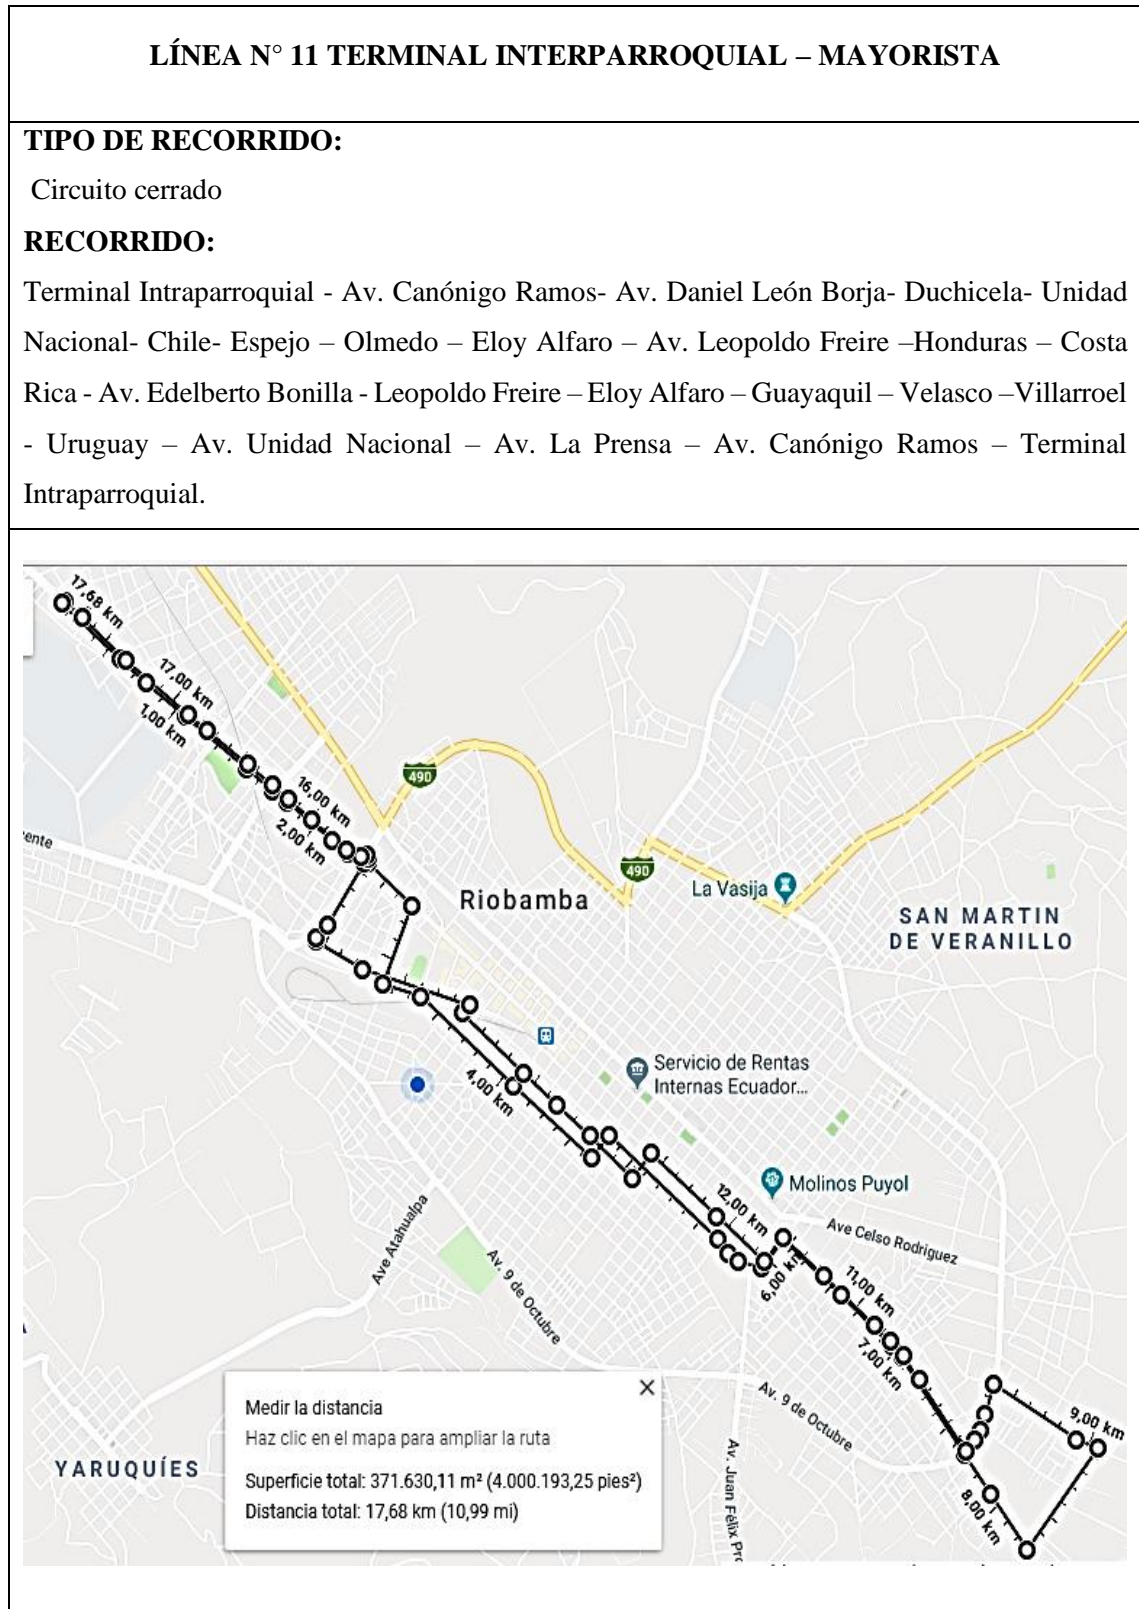 LÍNEA N° 11 TERMINAL INTERPARROQUIAL – MAYORISTA
TIPO DE RECORRIDO:
Circuito cerrado
RECORRIDO:
Terminal Intraparroquial - Av. Canónigo Ramos- Av. Daniel León Borja- Duchicela- Unidad
Nacional- Chile- Espejo – Olmedo – Eloy Alfaro – Av. Leopoldo Freire –Honduras – Costa
Rica - Av. Edelberto Bonilla - Leopoldo Freire – Eloy Alfaro – Guayaquil – Velasco –Villarroel
- Uruguay – Av. Unidad Nacional – Av. La Prensa – Av. Canónigo Ramos – Terminal
Intraparroquial.
17,68 km
17,00 km
1,00 km
16,00 km
2,00 km
490
ente
490
Riobamba
La Vasija
SAN MARTIN
DE VERANILLO
4,00 km
Servicio de Rentas
Internas Ecuador...
12,00 km
Molinos Puyol
Ave Atahualpa
Ave Celso Rodriguez
Av. 9 de Octubre
6,00 km
11,00 km
7,00 km
Av. 9 de Octubre
9,00 km
8,00 km
Av. Juan Félix Pro
YARUQUÍES
Medir la distancia
Haz clic en el mapa para ampliar la ruta
Superficie total: 371.630,11 m² (4.000.193,25 pies²)
Distancia total: 17,68 km (10,99 mi)